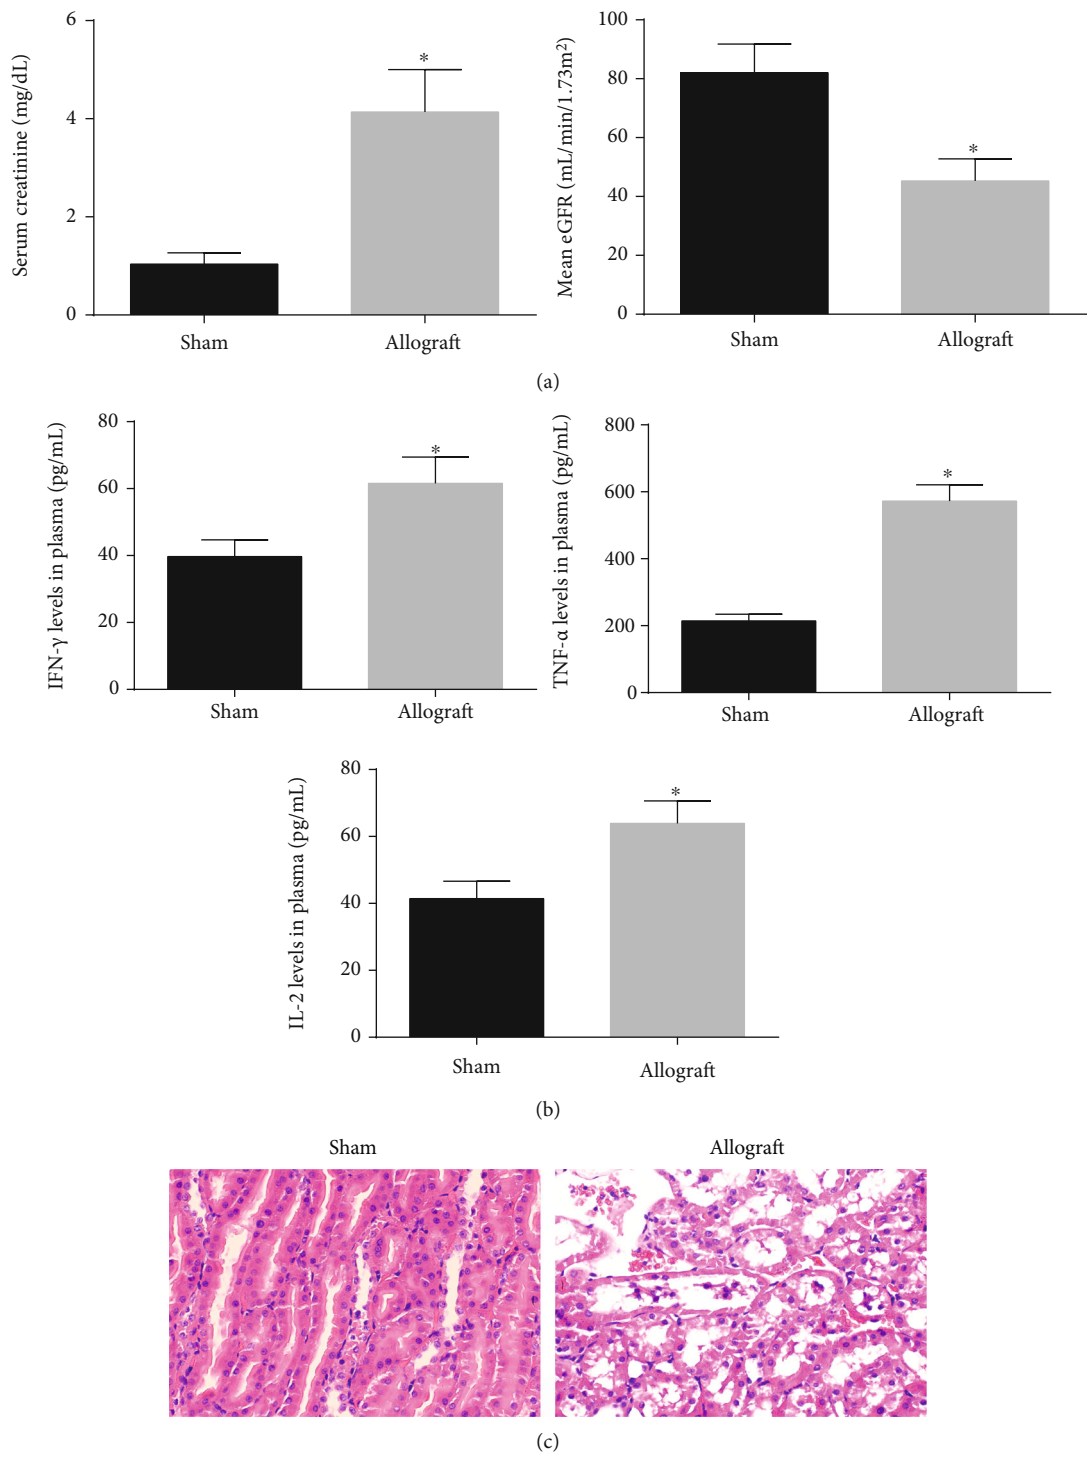 Serum creatinine (mg/dL)
6
4
2
0
*
Sham
Allograft
Mean eGFR (mL/min/1.73m²)
100
80
60
40
20
0
*
Sham
Allograft
(a)
IFN-γ levels in plasma (pg/mL)
80
60
40
20
0
*
Sham
Allograft
TNF-α levels in plasma (pg/mL)
800
600
400
200
0
*
Sham
Allograft
IL-2 levels in plasma (pg/mL)
80
60
40
20
0
*
Sham
Allograft
(b)
Sham
Allograft
(c)